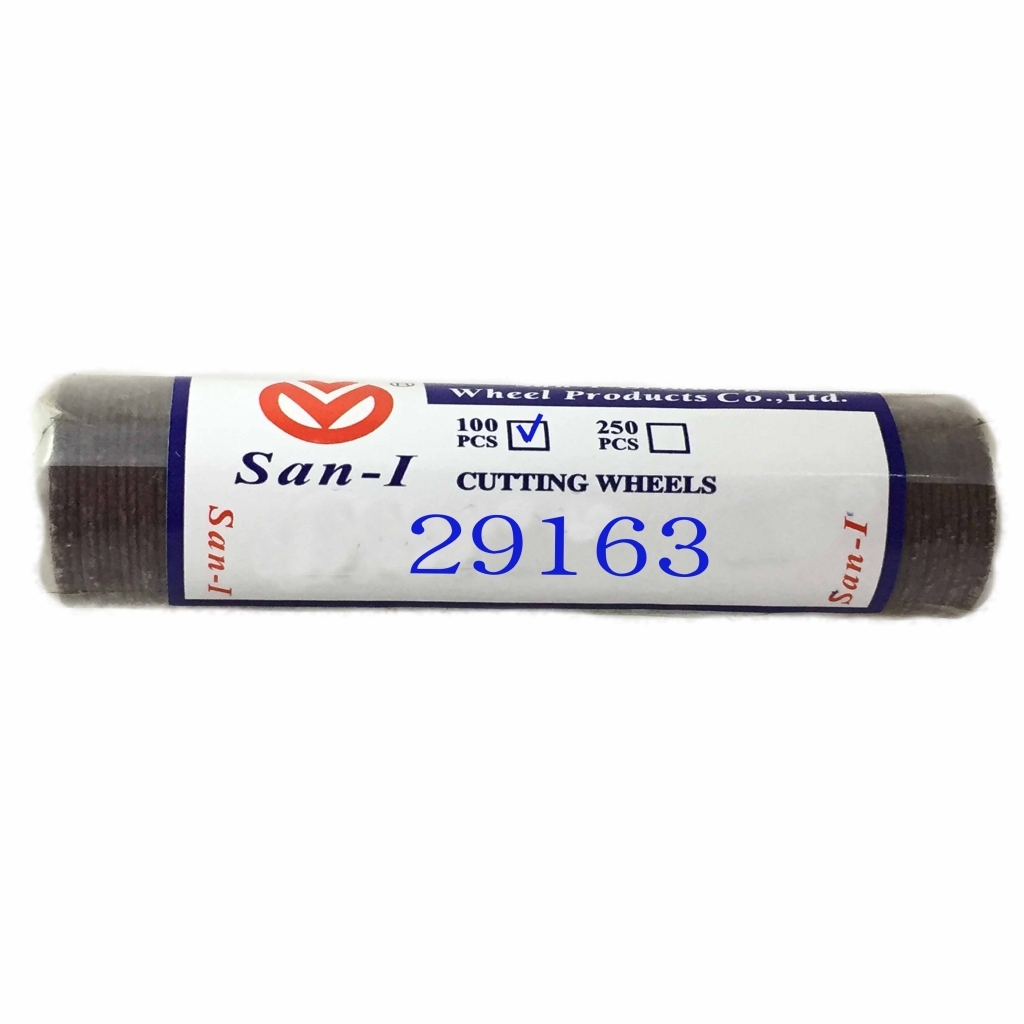 ®
Wheel Products Co.,Ltd.
100 PCS
250 PCS
San-I
CUTTING WHEELS
29163
San-I
San-I